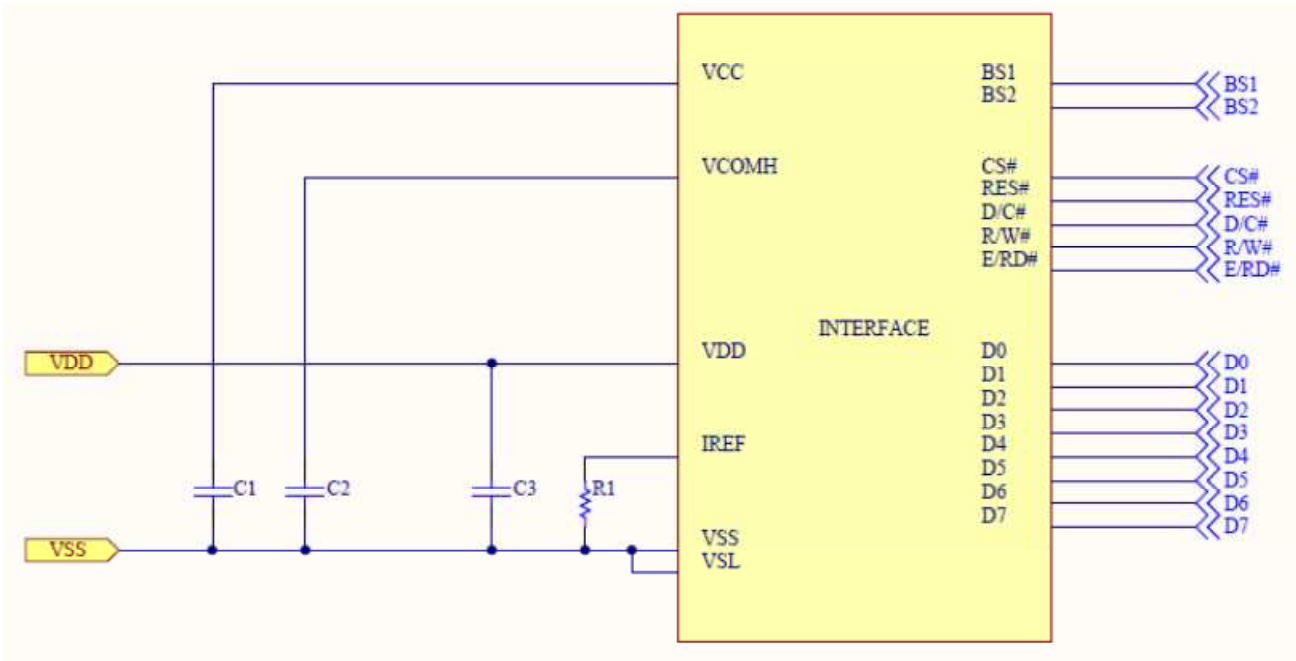 VCC BS1 BS1
BS2 BS2
VCOMH CS# CS#
RES# RES#
D/C# D/C#
R/W# R/W#
E/RD# E/RD#
INTERFACE
VDD VDD D0 D0
D1 D1
D2 D2
D3 D3
IREF D4 D4
C1 C2 C3 R1 D5 D5
D6 D6
D7 D7
VSS VSS
VSL